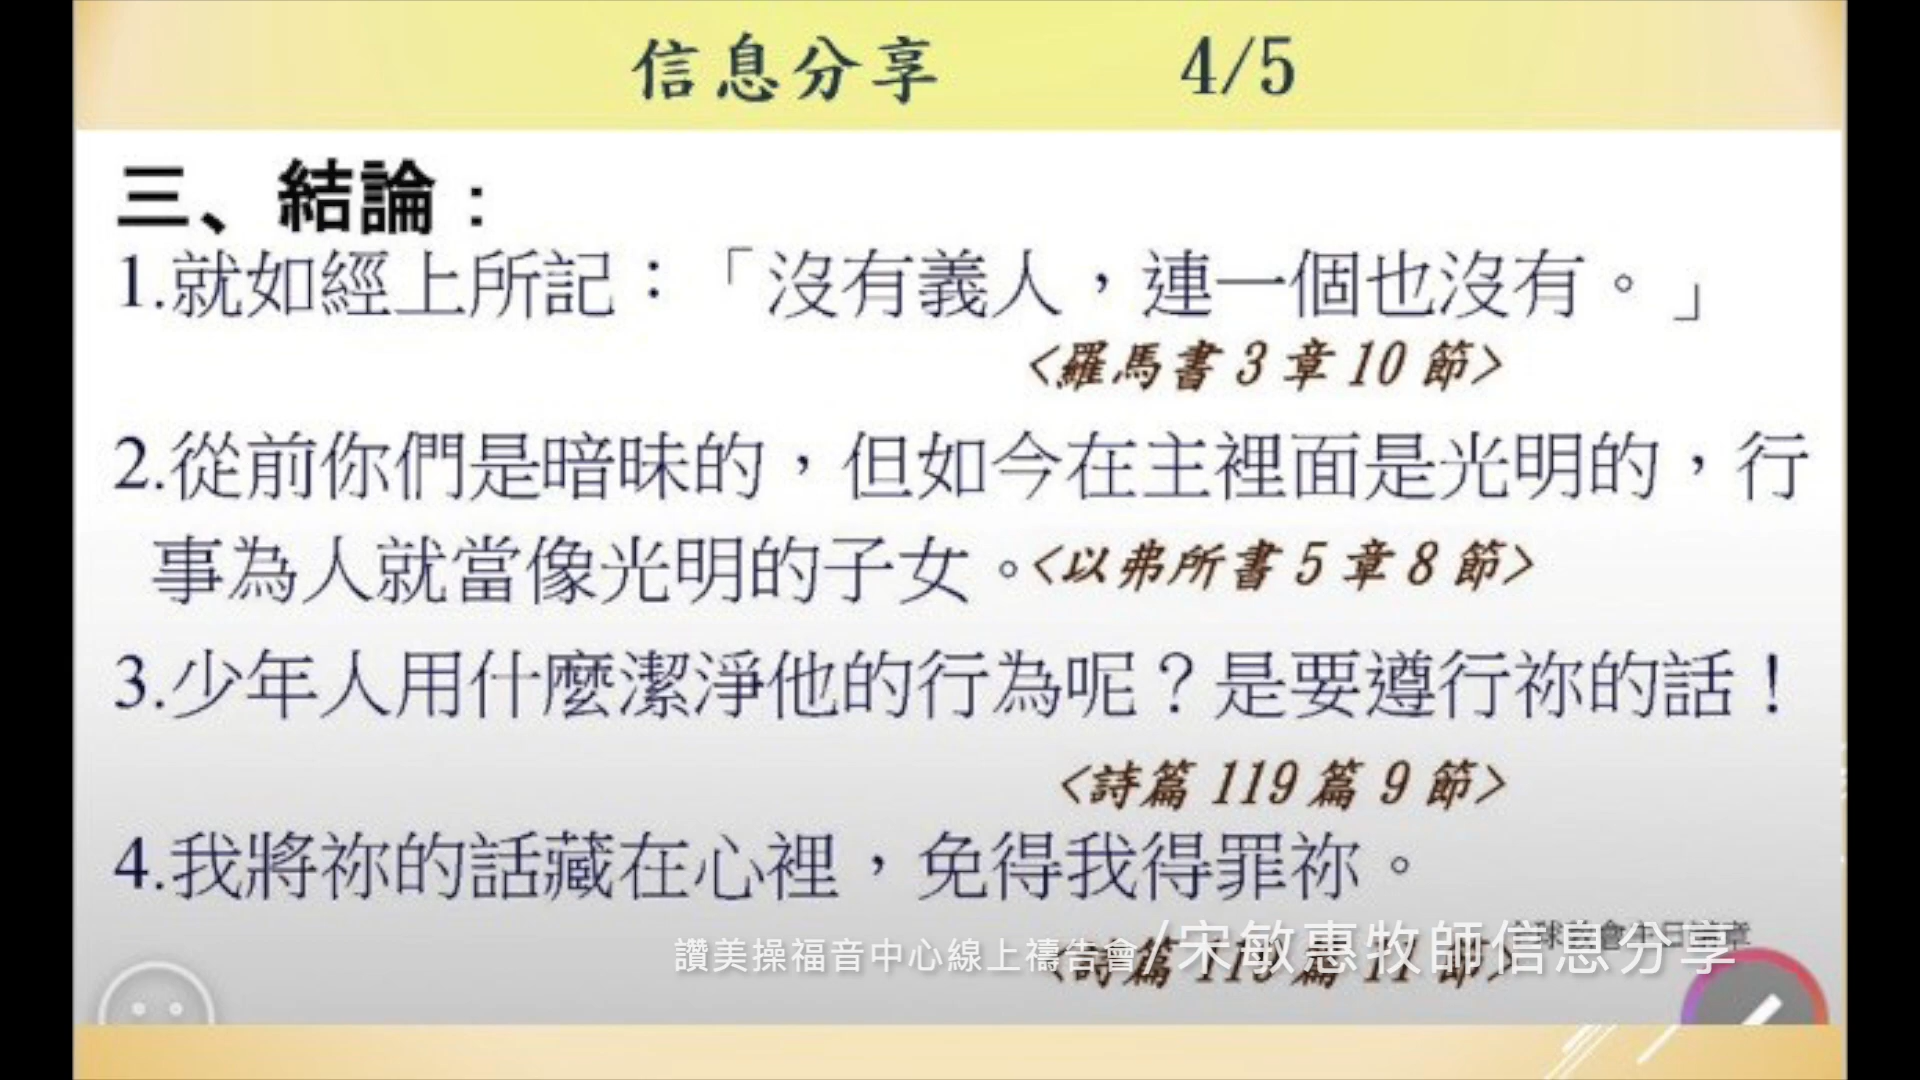 信息分享 4/5
三、結論：
1.就如經上所記：「沒有義人，連一個也沒有。」
<羅馬書 3 章 10 節>
2.從前你們是暗昧的，但如今在主裡面是光明的，行
事為人就當像光明的子女。<以弗所書 5 章 8 節>
3.少年人用什麼潔淨他的行為呢？是要遵行祢的話！
<詩篇 119 篇 9 節>
4.我將祢的話藏在心裡，免得我得罪祢。
<詩篇 119 篇 11 節>
讚美操福音中心線上禱告會/宋敏惠牧師信息分享